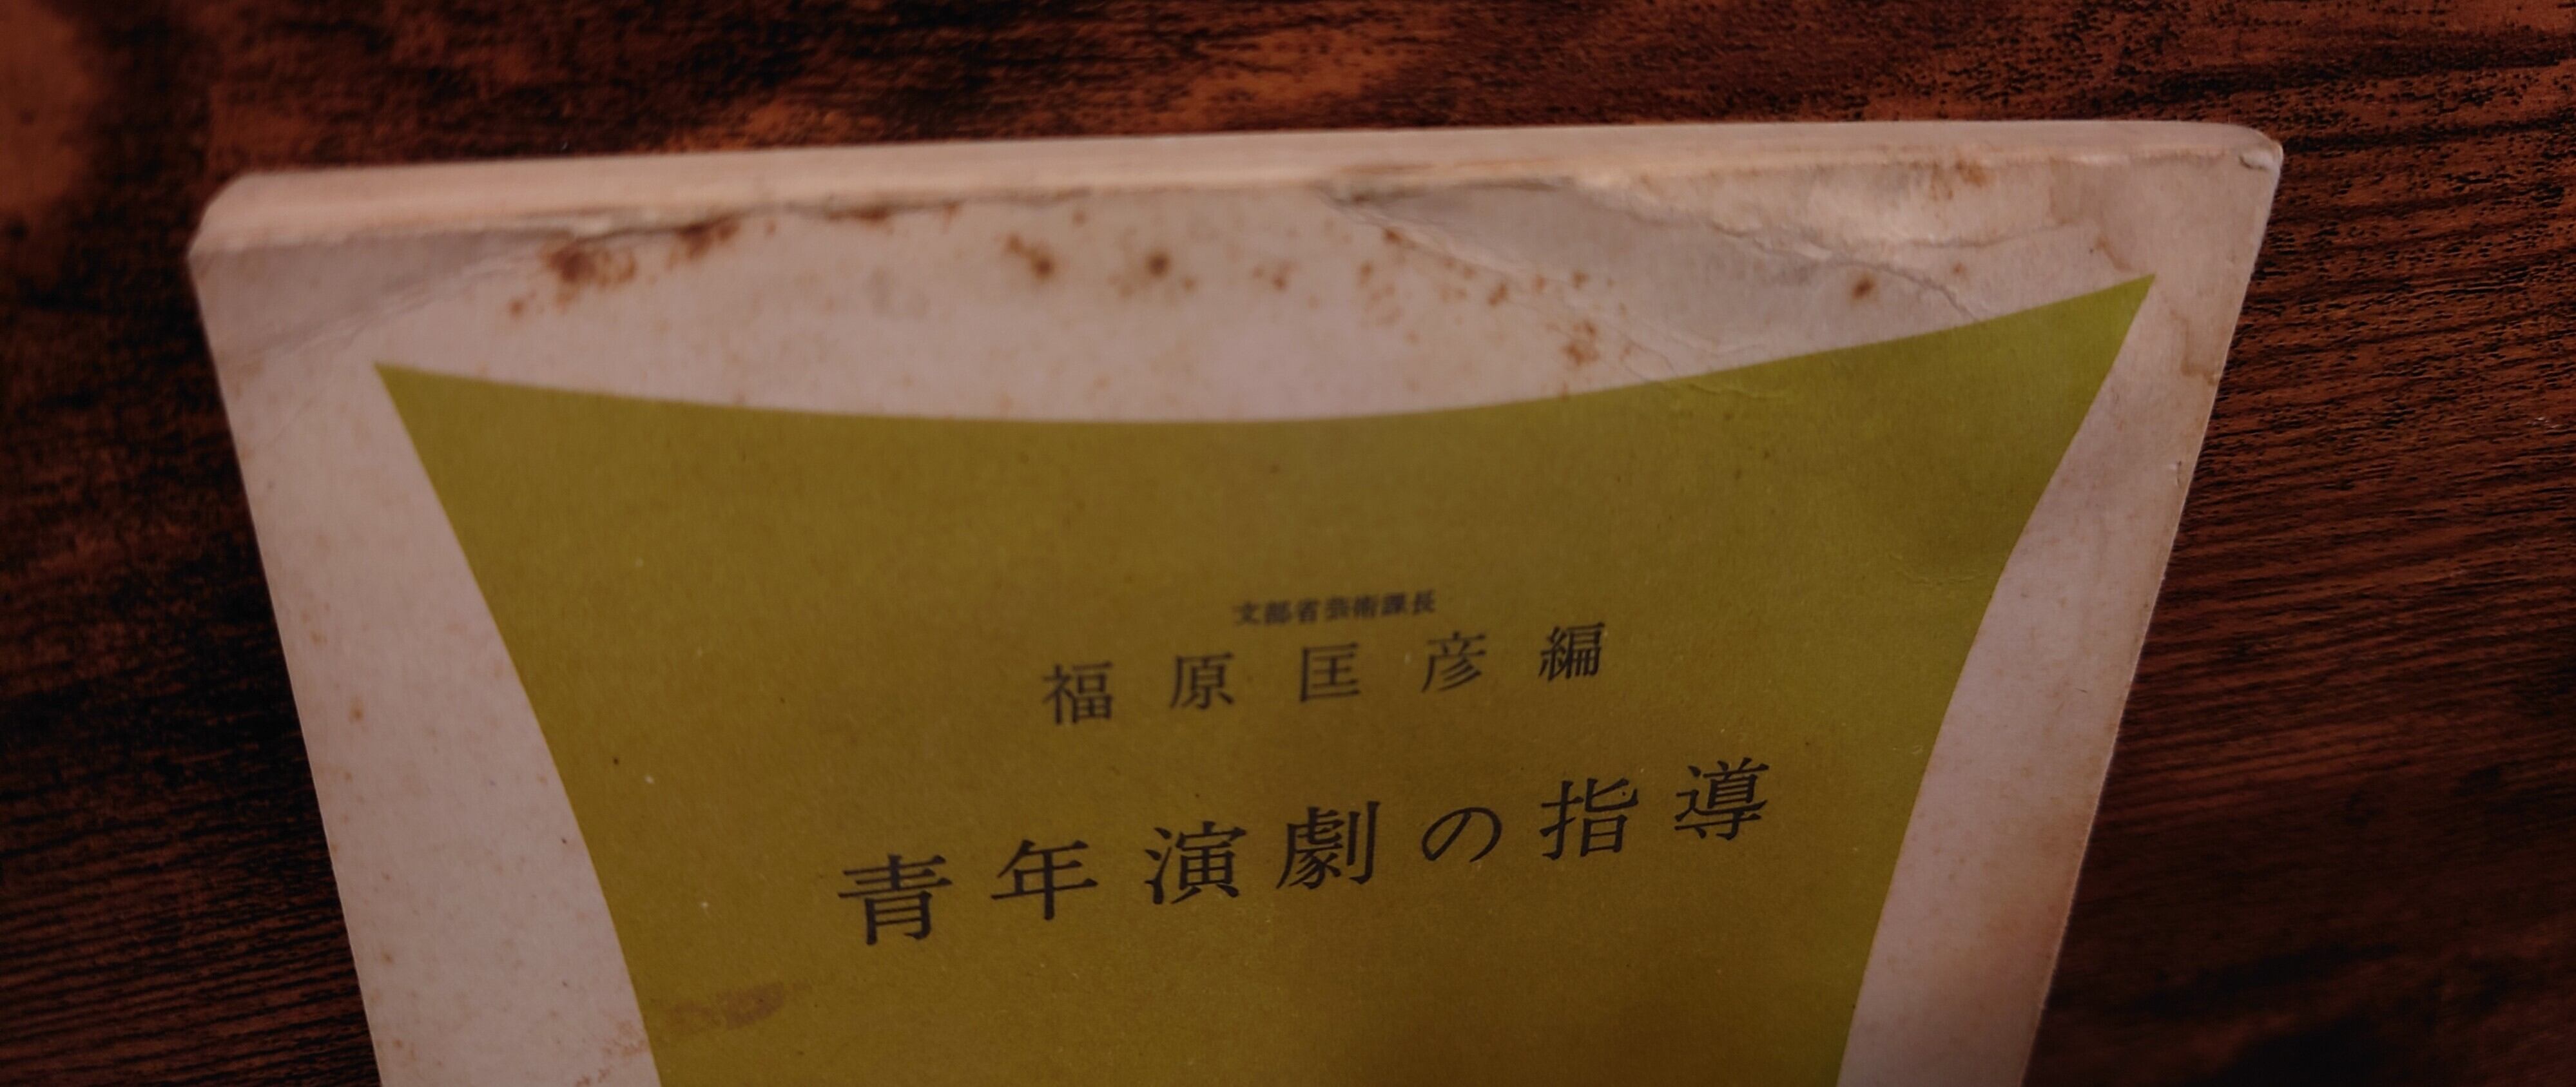 文部省芸術課長
福原匡彦編
青年演劇の指導